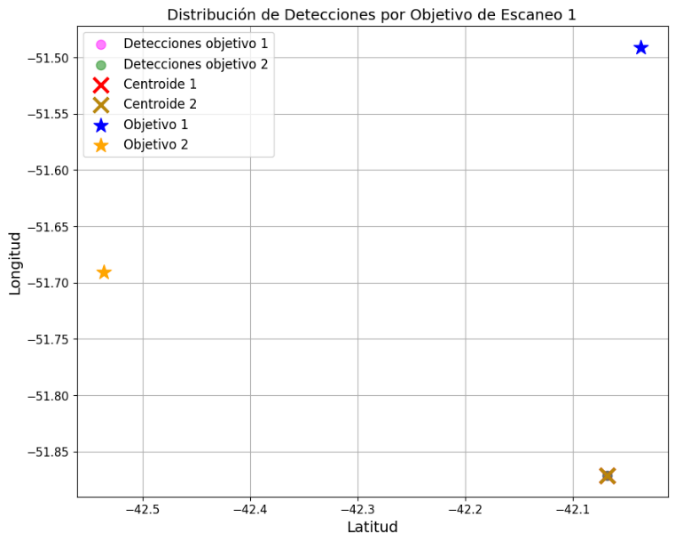 Distribución de Detecciones por Objetivo de Escaneo 1
−51.50
−51.55
−51.60
−51.65
−51.70
−51.75
−51.80
−51.85
Longitud
Detecciones objetivo 1
Detecciones objetivo 2
Centroide 1
Centroide 2
Objetivo 1
Objetivo 2
−42.5
−42.4
−42.3
−42.2
−42.1
Latitud